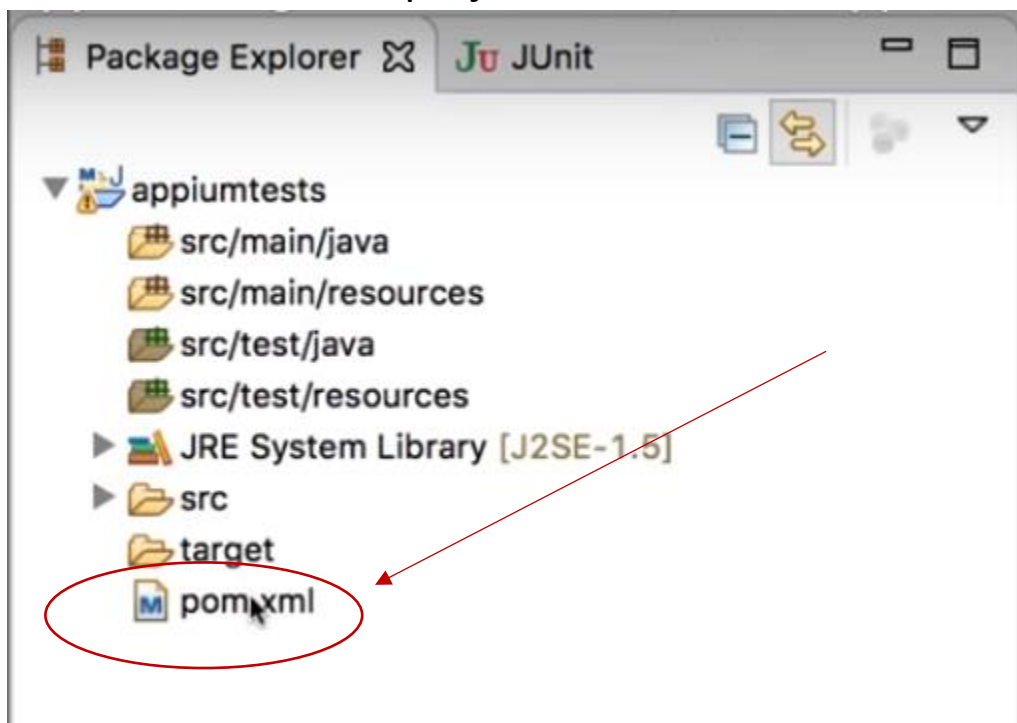 Package Explorer JU JUnit
appiumtests
src/main/java
src/main/resources
src/test/java
src/test/resources
JRE System Library [J2SE-1.5]
src
target
pom.xml